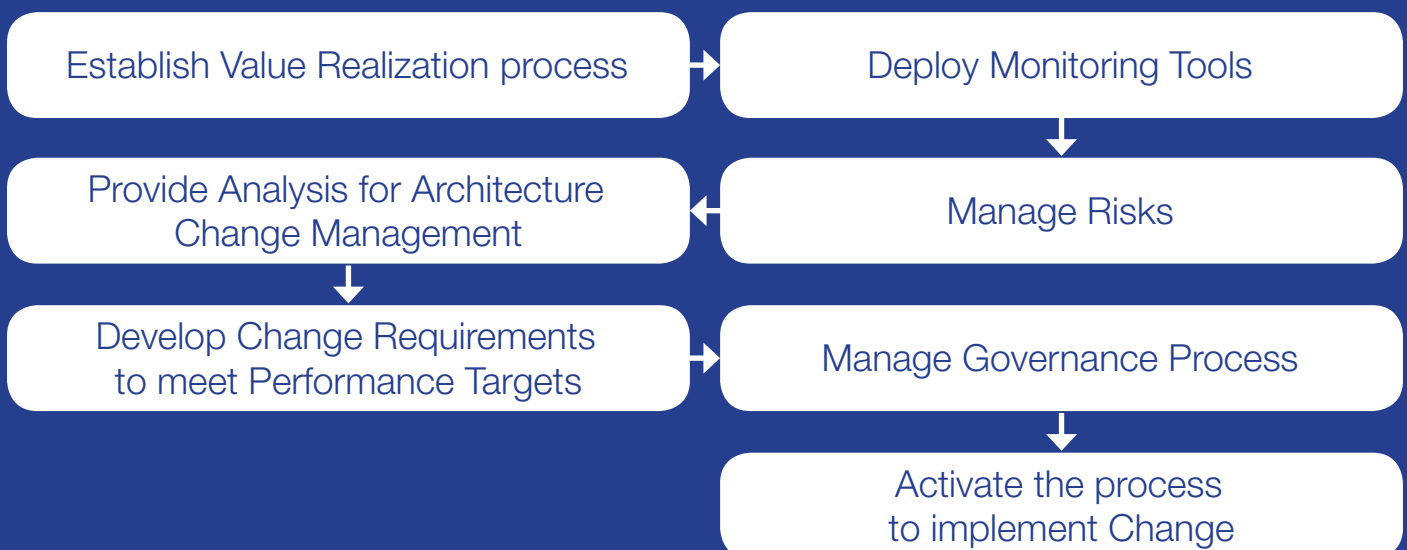 Establish Value Realization process
Deploy Monitoring Tools
Manage Risks
Provide Analysis for Architecture
Change Management
Develop Change Requirements
to meet Performance Targets
Manage Governance Process
Activate the process
to implement Change